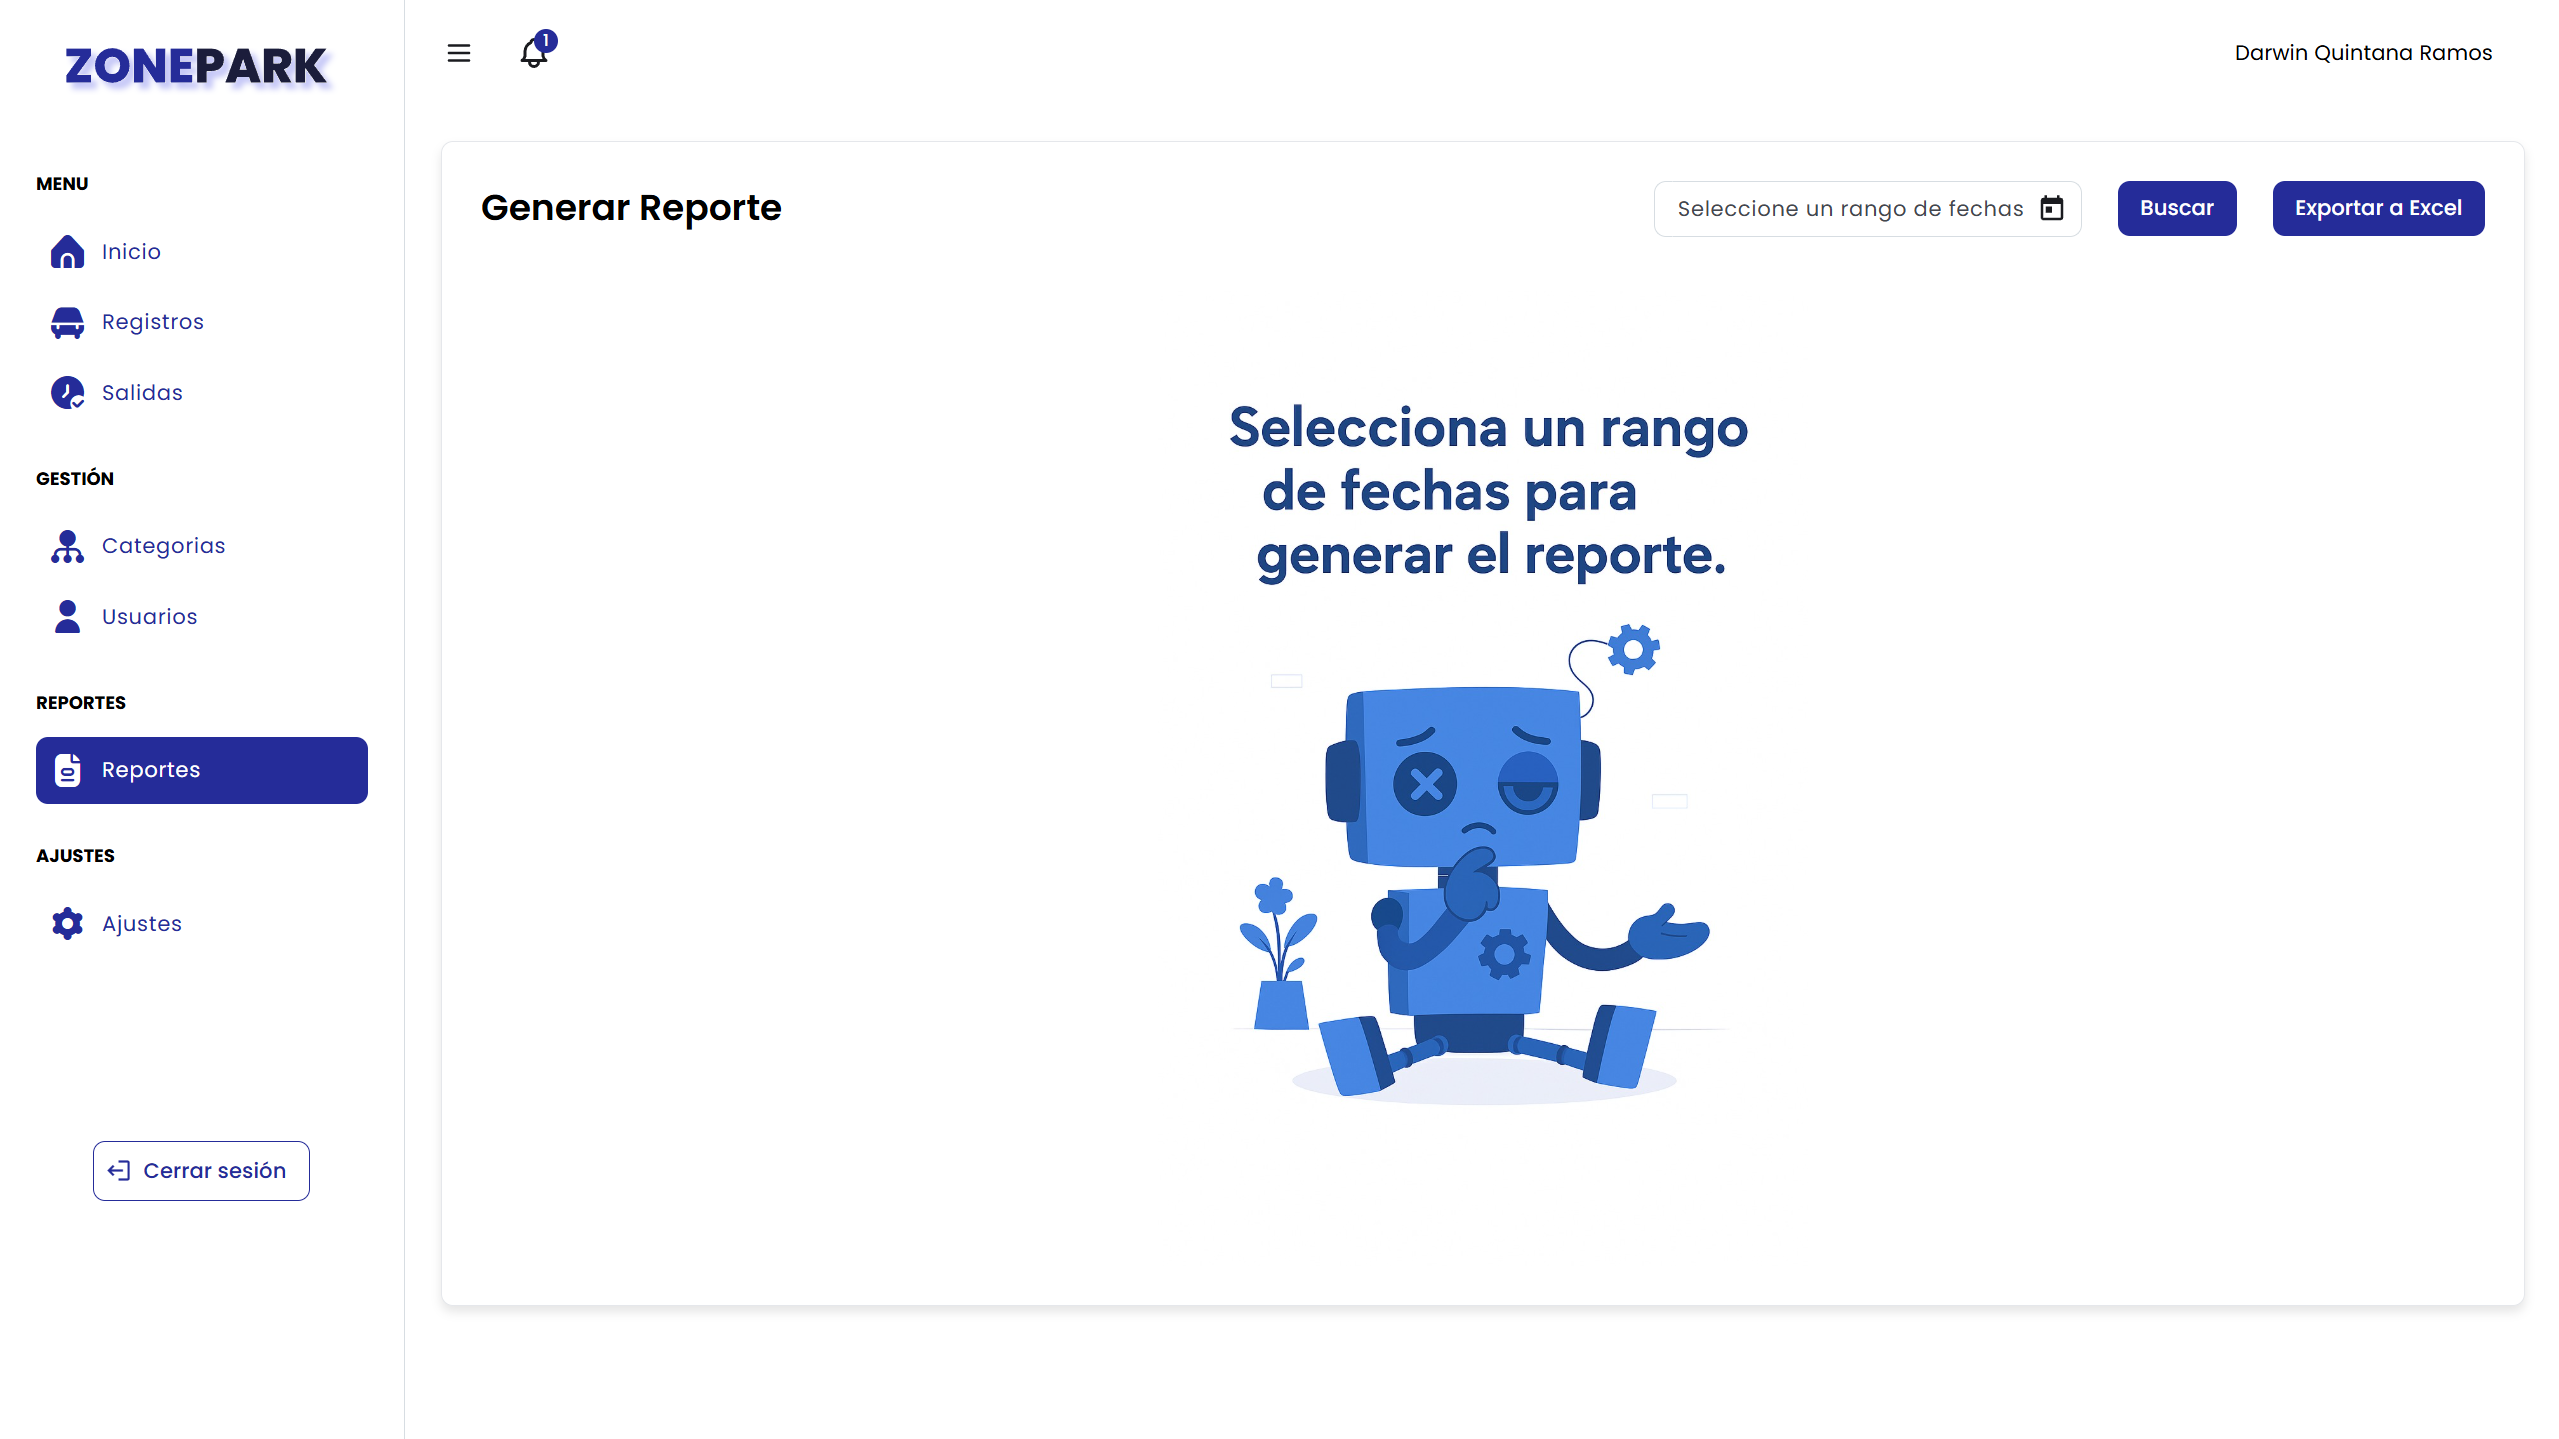 ZONEPARK
1
Darwin Quintana Ramos
MENU
Inicio
Registros
Salidas
GESTIÓN
Categorias
Usuarios
REPORTES
Reportes
AJUSTES
Ajustes
Cerrar sesión
Generar Reporte
Seleccione un rango de fechas
Buscar
Exportar a Excel
Selecciona un rango
de fechas para
generar el reporte.